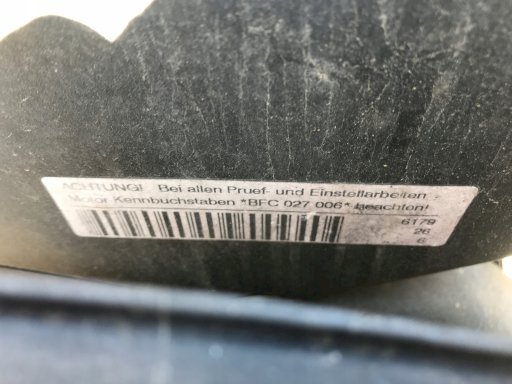 ACHTUNG! Bei allen Pruef- und Einstellarbeiten
Motor Kennbuchstaben *BFC 027 006* beachten!
6179
26
6